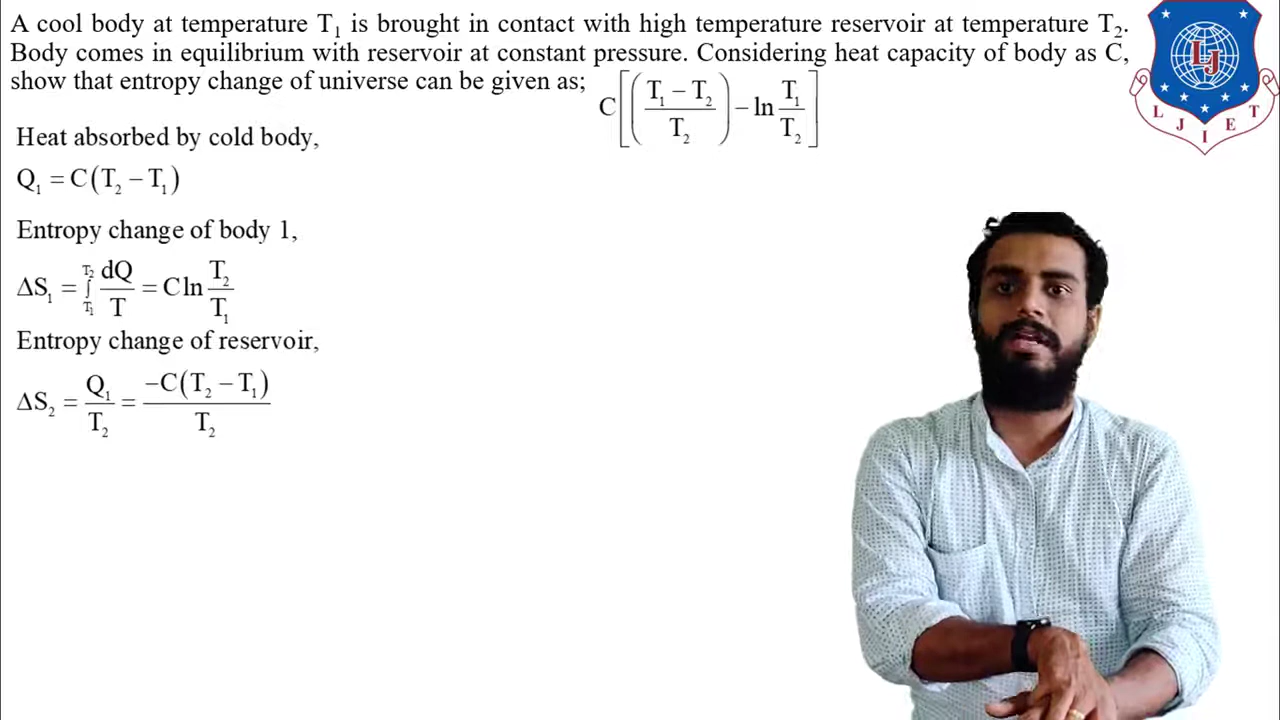 A cool body at temperature T₁ is brought in contact with high temperature reservoir at temperature T₂.
Body comes in equilibrium with reservoir at constant pressure. Considering heat capacity of body as C,
show that entropy change of universe can be given as; C[((T₁ − T₂)/T₂) − ln T₁/T₂]
Heat absorbed by cold body,
Q₁ = C(T₂ − T₁)
Entropy change of body 1,
ΔS₁ = ∫_{T₁}^{T₂} dQ/T = C ln T₂/T₁
Entropy change of reservoir,
ΔS₂ = Q₁/T₂ = −C(T₂ − T₁)/T₂
LJ
L J I E T